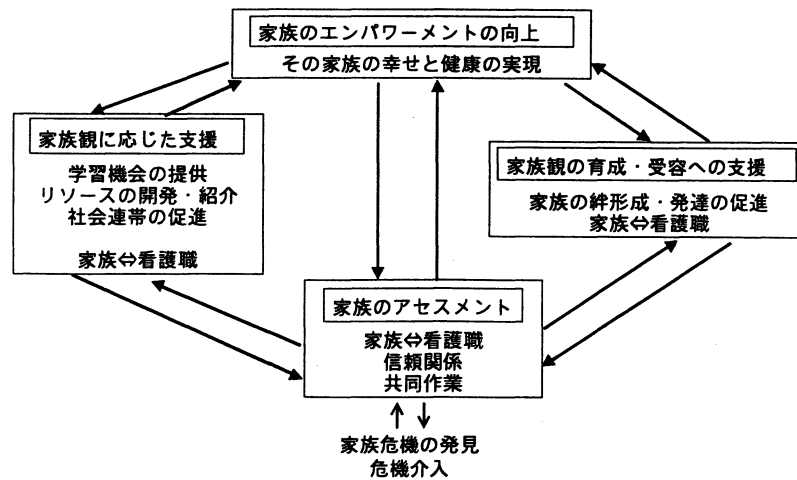 家族のエンパワーメントの向上
その家族の幸せと健康の実現
家族観に応じた支援
学習機会の提供
リソースの開発・紹介
社会連帯の促進
家族⇔看護職
家族観の育成・受容への支援
家族の絆形成・発達の促進
家族⇔看護職
家族のアセスメント
家族⇔看護職
信頼関係
共同作業
家族危機の発見
危機介入